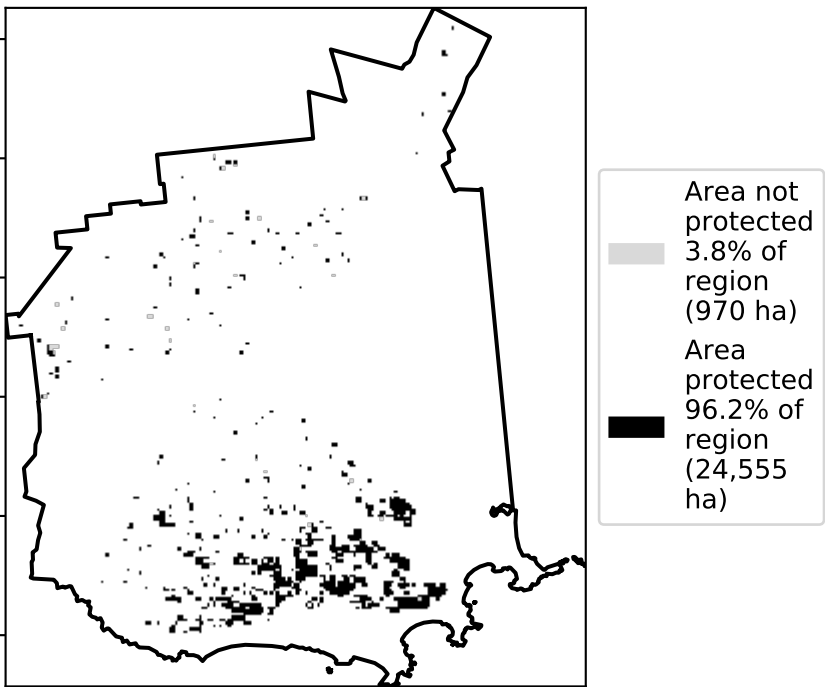 Area not
protected
3.8% of
region
(970 ha)
Area
protected
96.2% of
region
(24,555
ha)